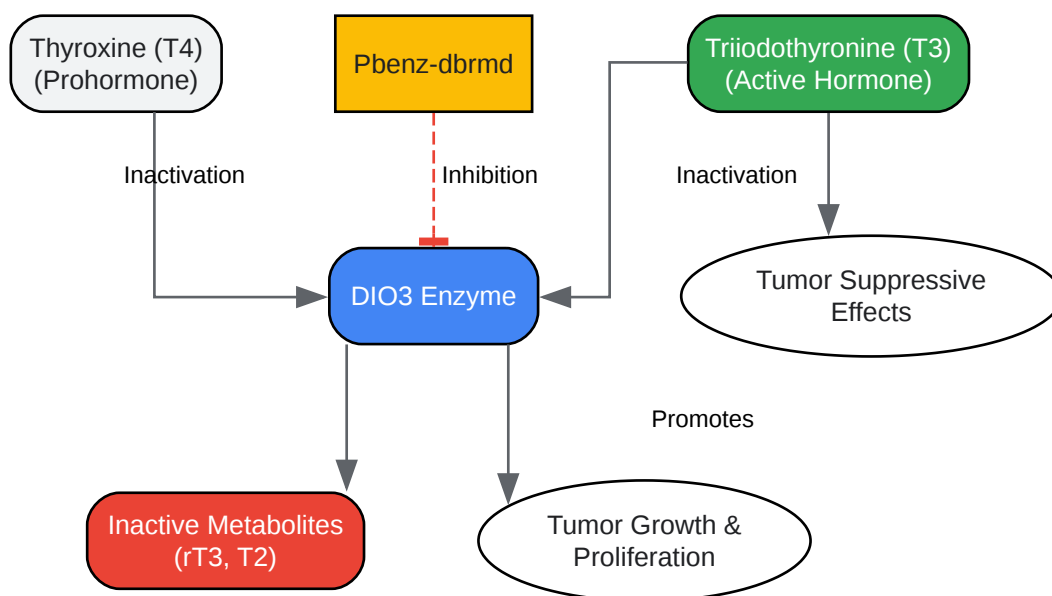 Thyroxine (T4)
(Prohormone)
Pbenz-dbrmd
Triiodothyronine (T3)
(Active Hormone)
Inactivation
Inhibition
Inactivation
DIO3 Enzyme
Tumor Suppressive
Effects
Promotes
Inactive Metabolites
(rT3, T2)
Tumor Growth &
Proliferation